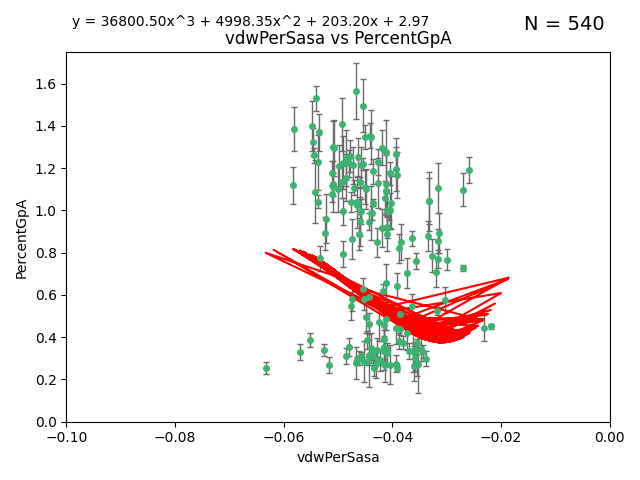 y = 36800.50x^3 + 4998.35x^2 + 203.20x + 2.97
N = 540
vdwPerSasa vs PercentGpA
PercentGpA
1.6
1.4
1.2
1.0
0.8
0.6
0.4
0.2
0.0
−0.10 −0.08 −0.06 −0.04 −0.02 0.00
vdwPerSasa